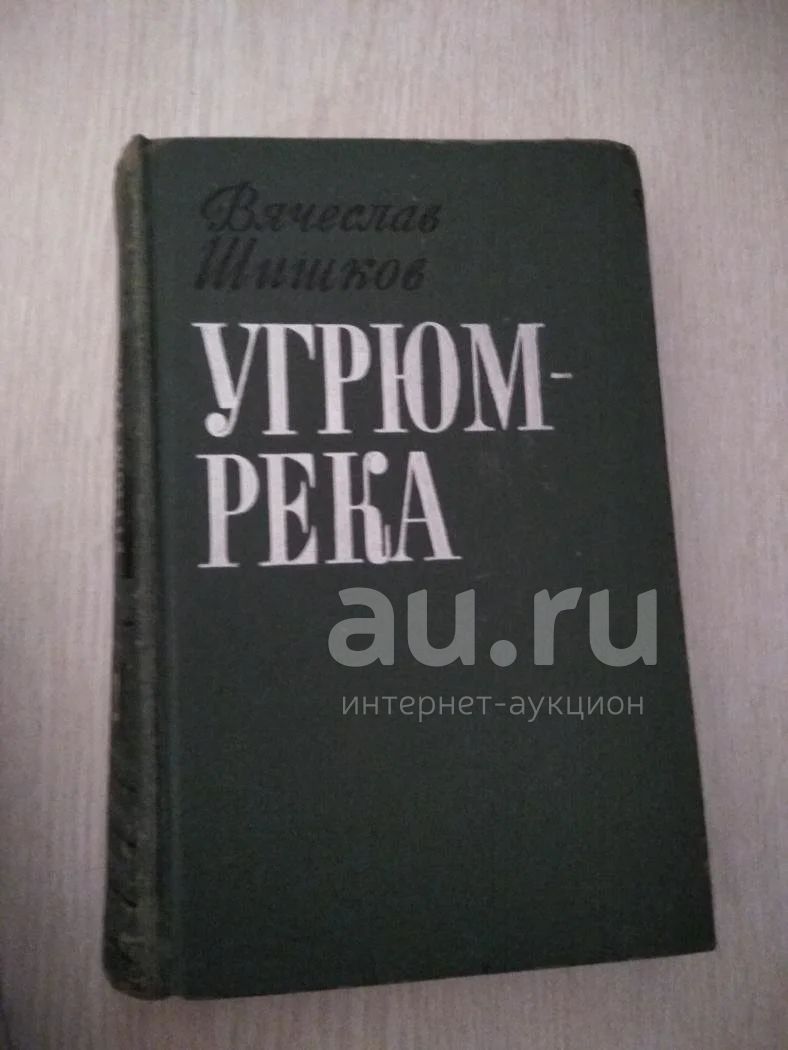 Вячеслав
Шишков
УГРЮМ-
РЕКА
au.ru
интернет-аукцион